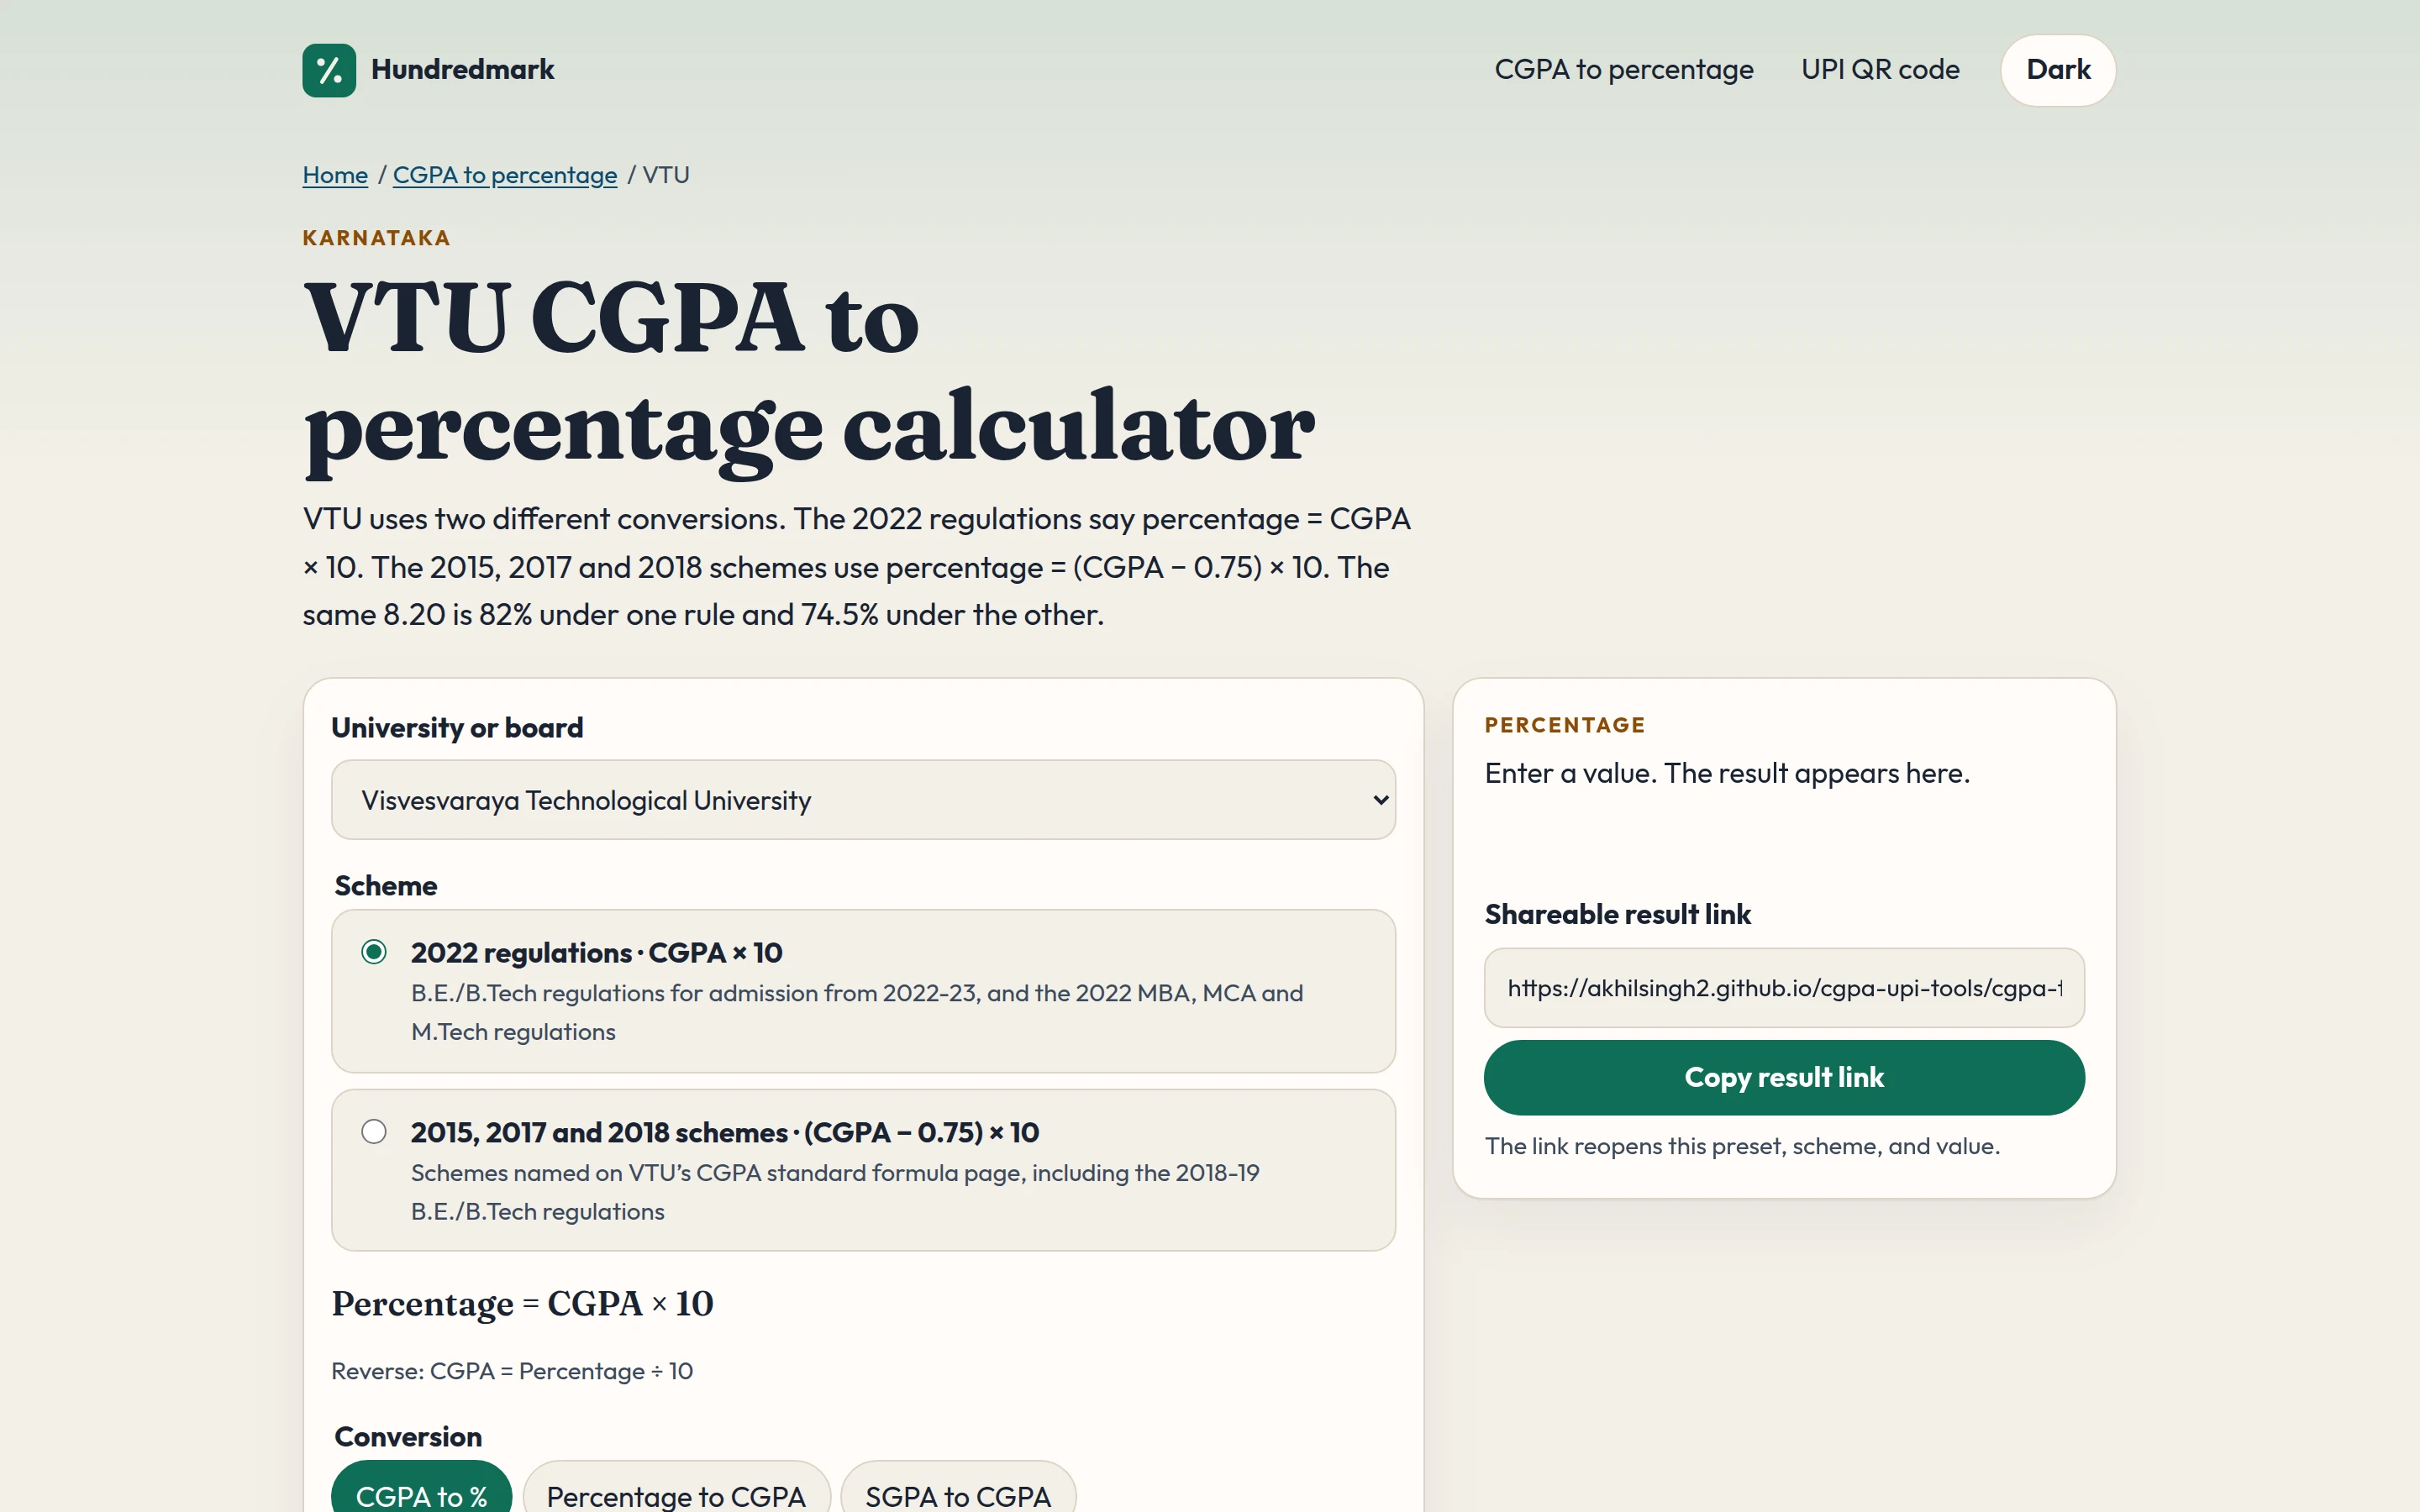 Hundredmark
CGPA to percentage
UPI QR code
Dark
Home / CGPA to percentage / VTU
KARNATAKA
VTU CGPA to
percentage calculator
VTU uses two different conversions. The 2022 regulations say percentage = CGPA
× 10. The 2015, 2017 and 2018 schemes use percentage = (CGPA − 0.75) × 10. The
same 8.20 is 82% under one rule and 74.5% under the other.
University or board
Visvesvaraya Technological University
Scheme
2022 regulations · CGPA × 10
B.E./B.Tech regulations for admission from 2022-23, and the 2022 MBA, MCA and
M.Tech regulations
2015, 2017 and 2018 schemes · (CGPA − 0.75) × 10
Schemes named on VTU’s CGPA standard formula page, including the 2018-19
B.E./B.Tech regulations
Percentage = CGPA × 10
Reverse: CGPA = Percentage ÷ 10
Conversion
CGPA to %
Percentage to CGPA
SGPA to CGPA
PERCENTAGE
Enter a value. The result appears here.
Shareable result link
https://akhilsingh2.github.io/cgpa-upi-tools/cgpa-t
Copy result link
The link reopens this preset, scheme, and value.